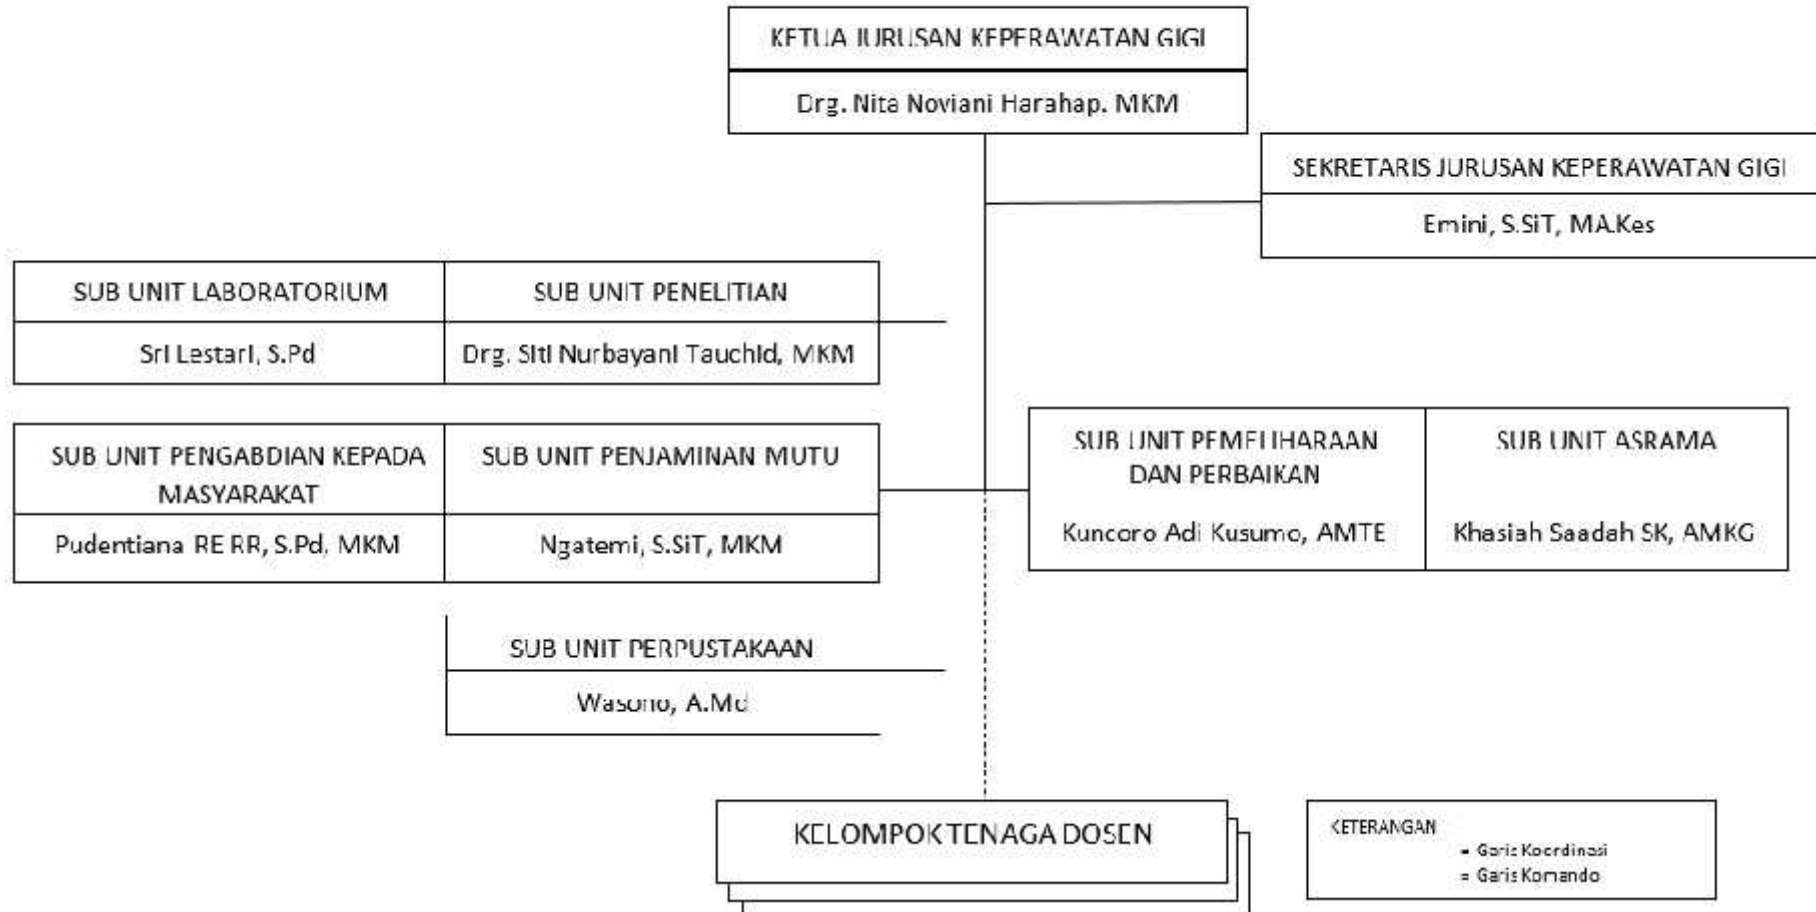 KETUA JURUSAN KEPERAWATAN GIGI
Drg. Nita Noviani Harahap. MKM
SEKRETARIS JURUSAN KEPERAWATAN GIGI
Emini, S.SiT, MA.Kes
SUB UNIT LABORATORIUM
Sri Lestari, S.Pd
SUB UNIT PENELITIAN
Drg. Siti Nurbayani Tauchid, MKM
SUB UNIT PENGABDIAN KEPADA
MASYARAKAT
Pudentiana RE RR, S.Pd, MKM
SUB UNIT PENJAMINAN MUTU
Ngatemi, S.SiT, MKM
SUB UNIT PEMELIHARAAN
DAN PERBAIKAN
Kuncoro Adi Kusumo, AMTE
SUB UNIT ASRAMA
Khasiah Saadah SK, AMKG
SUB UNIT PERPUSTAKAAN
Wasono, A.Md
KELOMPOK TENAGA DOSEN
KETERANGAN
= Garis Koordinasi
= Garis Komando